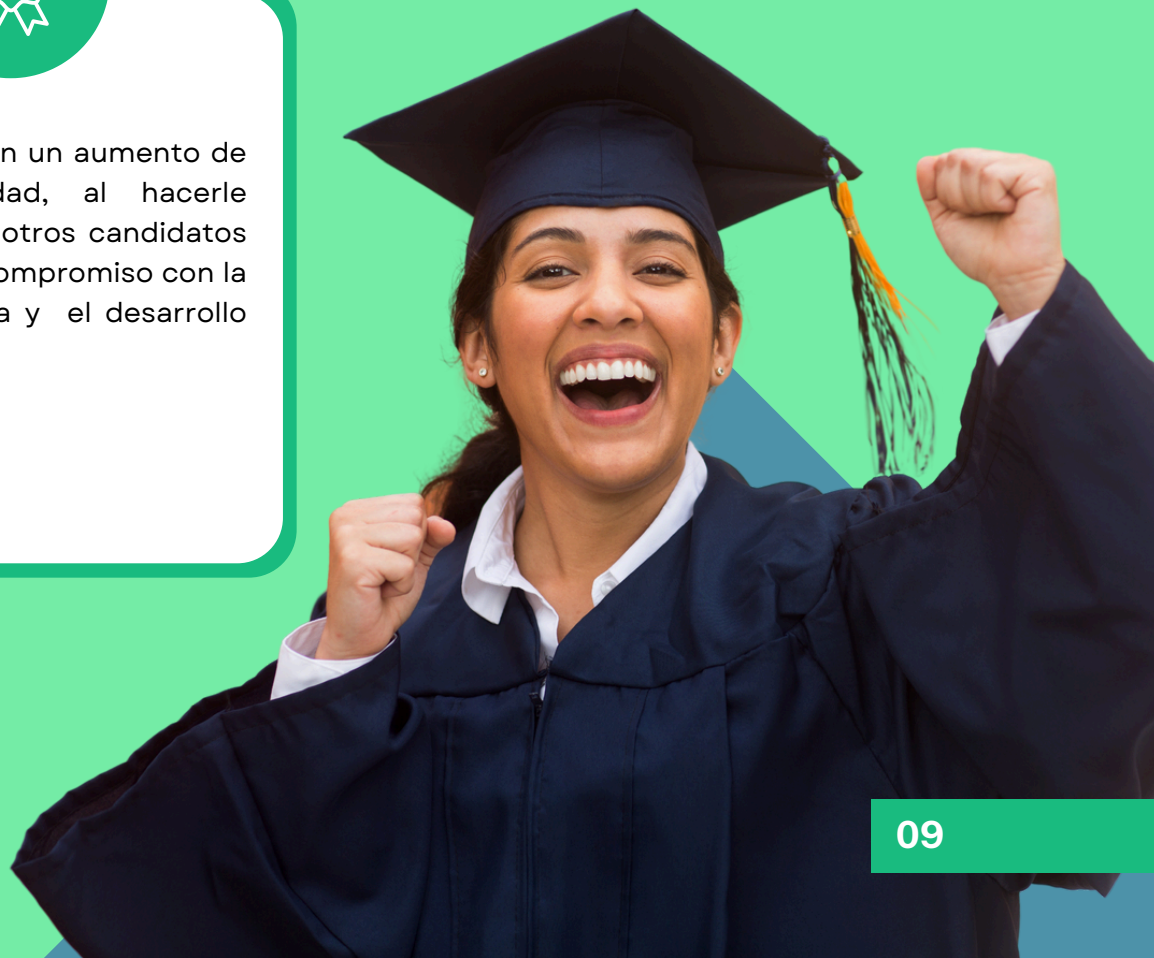 n un aumento de
dad, al hacerle
otros candidatos
ompromiso con la
a y el desarrollo
09